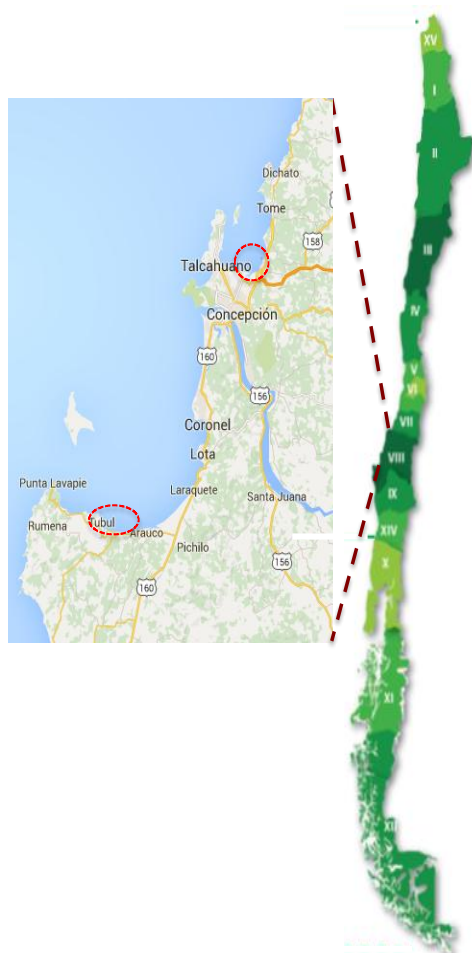 Dichato
Tome
158
Talcahuano
Concepción
160
156
Coronel
Lota
Laraquete
Punta Lavapie
Santa Juana
Rumena
Tubul
Arauco
Pichilo
156
160
XV
I
II
III
IV
V
VI
VII
VIII
IX
XIV
X
XI